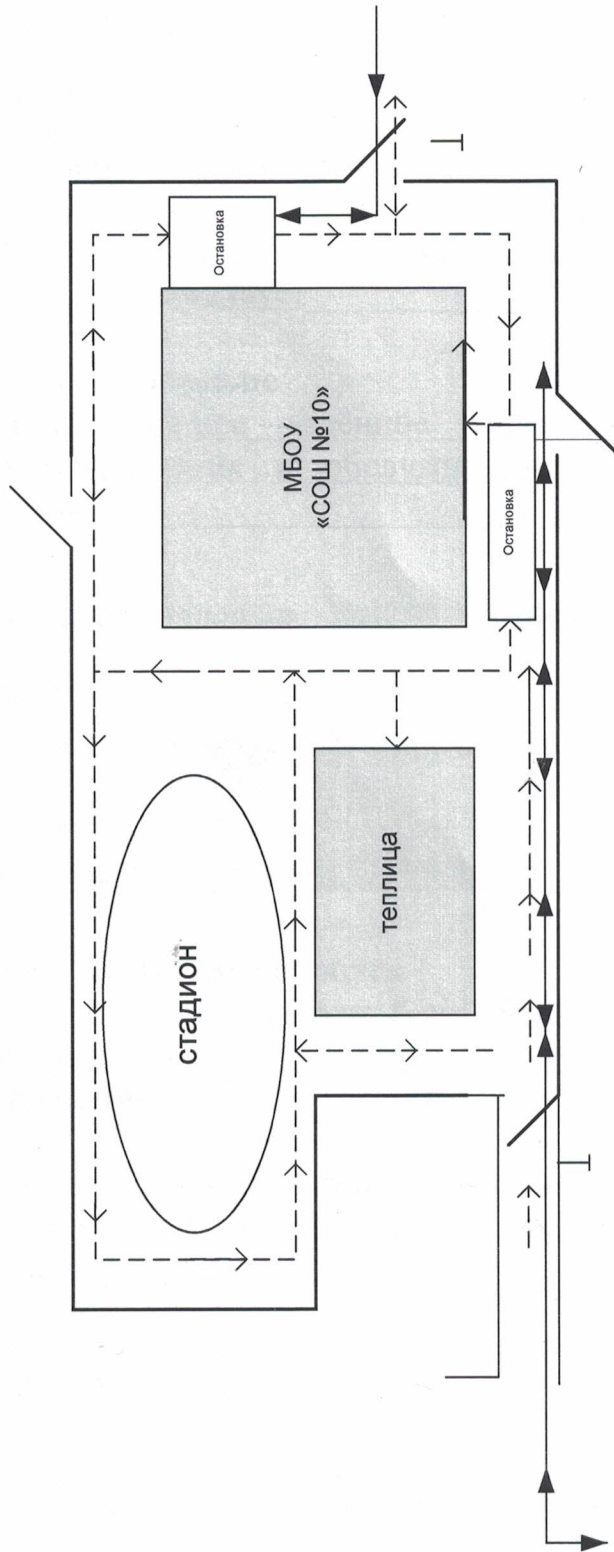 Остановка
МБОУ
«СОШ №10»
Остановка
стадион
теплица